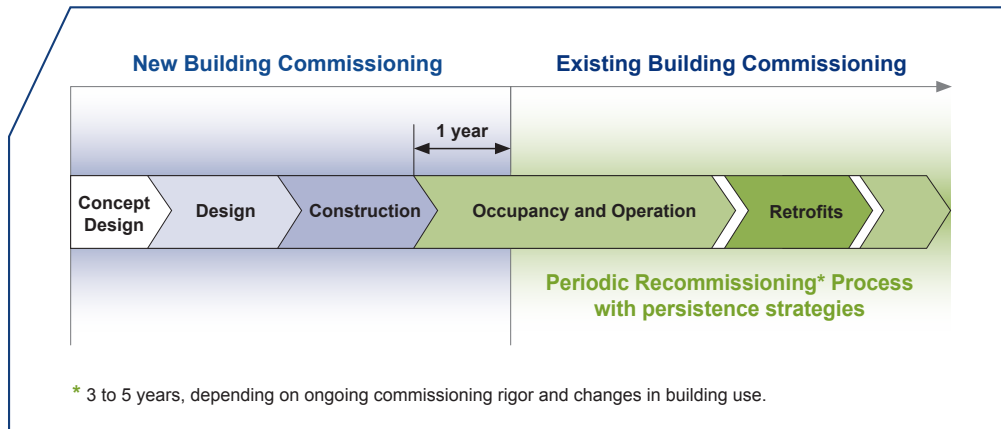 New Building Commissioning
Existing Building Commissioning
1 year
Concept
Design
Design
Construction
Occupancy and Operation
Retrofits
Periodic Recommissioning* Process
with persistence strategies
* 3 to 5 years, depending on ongoing commissioning rigor and changes in building use.